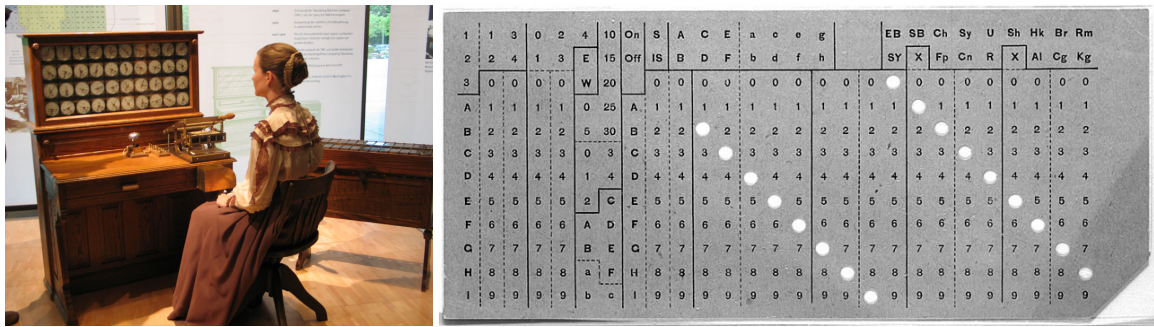 1 1 3 0 2 4 10 On S A C E a c e g EB SB Ch Sy U Sh Hk Br Rm
2 2 4 1 3 E 15 Off IS B D F b d f h SY X Fp Cn R X Al Cg Kg
3 0 0 0 0 W 20 0 0 0 0 0 0 0 0 0 0 0 0 0 0 0 0 0 0
A 1 1 1 1 0 25 A 1 1 1 1 1 1 1 1 1 1 1 1 1 1 1 1 1 1
B 2 2 2 2 5 30 B 2 2 2 2 2 2 2 2 2 2 2 2 2 2 2 2 2
C 3 3 3 3 0 3 C 3 3 3 3 3 3 3 3 3 3 3 3 3 3 3 3 3
D 4 4 4 4 1 4 D 4 4 4 4 4 4 4 4 4 4 4 4 4 4 4 4 4
E 5 5 5 5 2 C E 5 5 5 5 5 5 5 5 5 5 5 5 5 5 5 5 5
F 6 6 6 6 A D F 6 6 6 6 6 6 6 6 6 6 6 6 6 6 6 6 6
G 7 7 7 7 B E G 7 7 7 7 7 7 7 7 7 7 7 7 7 7 7 7 7
H 8 8 8 8 a F H 8 8 8 8 8 8 8 8 8 8 8 8 8 8 8 8 8
I 9 9 9 9 b c I 9 9 9 9 9 9 9 9 9 9 9 9 9 9 9 9 9 9